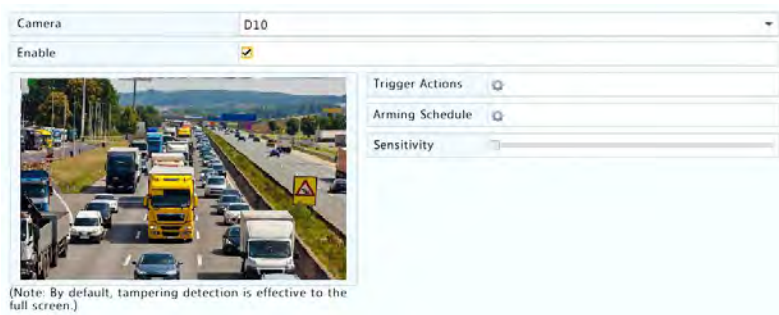 Camera D10
Enable
Trigger Actions
Arming Schedule
Sensitivity
(Note: By default, tampering detection is effective to the
full screen.)